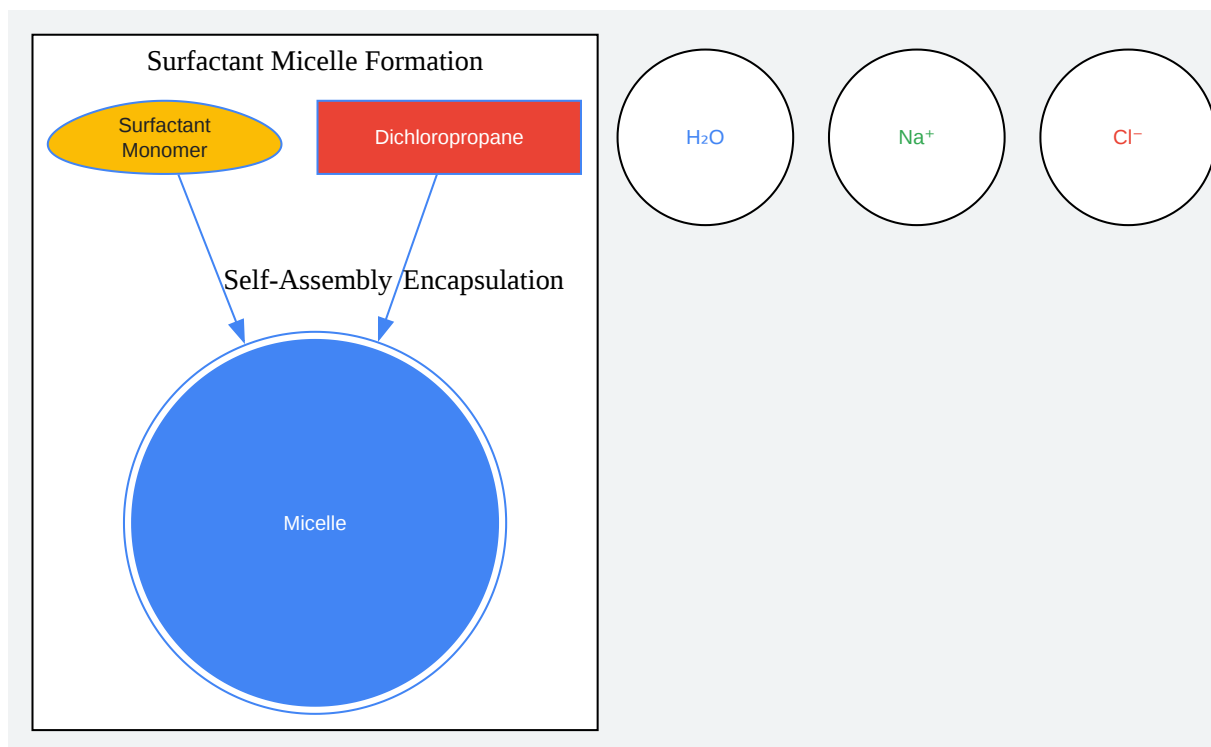 Surfactant Micelle Formation
Surfactant
Monomer
Dichloropropane
H₂O
Na⁺
Cl⁻
Self-Assembly
Encapsulation
Micelle